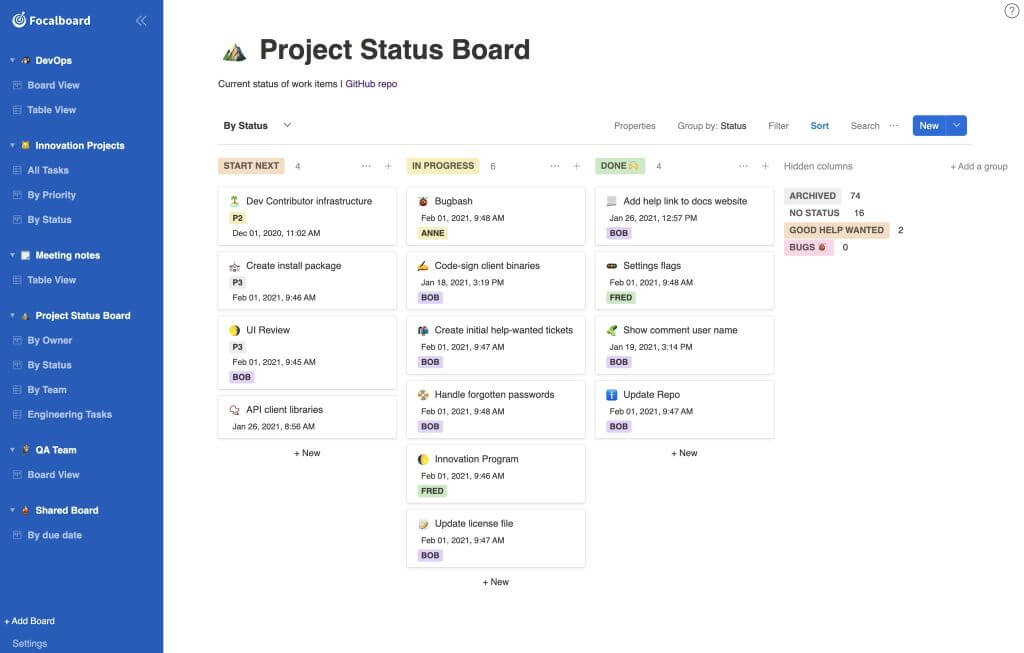 Focalboard
DevOps
Board View
Table View
Innovation Projects
All Tasks
By Priority
By Status
Meeting notes
Table View
Project Status Board
By Owner
By Status
By Team
Engineering Tasks
QA Team
Board View
Shared Board
By due date
+ Add Board
Settings
?
Project Status Board
Current status of work items | GitHub repo
By Status Properties Group by: Status Filter Sort Search ··· New
START NEXT 4 ··· +
Dev Contributor infrastructure
P2
Dec 01, 2020, 11:02 AM
Create install package
P3
Feb 01, 2021, 9:46 AM
UI Review
P3
Feb 01, 2021, 9:45 AM
BOB
API client libraries
Jan 26, 2021, 8:56 AM
+ New
IN PROGRESS 6 ··· +
Bugbash
Feb 01, 2021, 9:48 AM
ANNE
Code-sign client binaries
Jan 18, 2021, 3:19 PM
BOB
Create initial help-wanted tickets
Feb 01, 2021, 9:47 AM
BOB
Handle forgotten passwords
Feb 01, 2021, 9:48 AM
BOB
Innovation Program
Feb 01, 2021, 9:46 AM
FRED
Update license file
Feb 01, 2021, 9:47 AM
BOB
+ New
DONE 4 ··· +
Add help link to docs website
Jan 26, 2021, 12:57 PM
BOB
Settings flags
Feb 01, 2021, 9:48 AM
FRED
Show comment user name
Jan 19, 2021, 3:14 PM
BOB
Update Repo
Feb 01, 2021, 9:47 AM
BOB
+ New
Hidden columns + Add a group
ARCHIVED 74
NO STATUS 16
GOOD HELP WANTED 2
BUGS 0